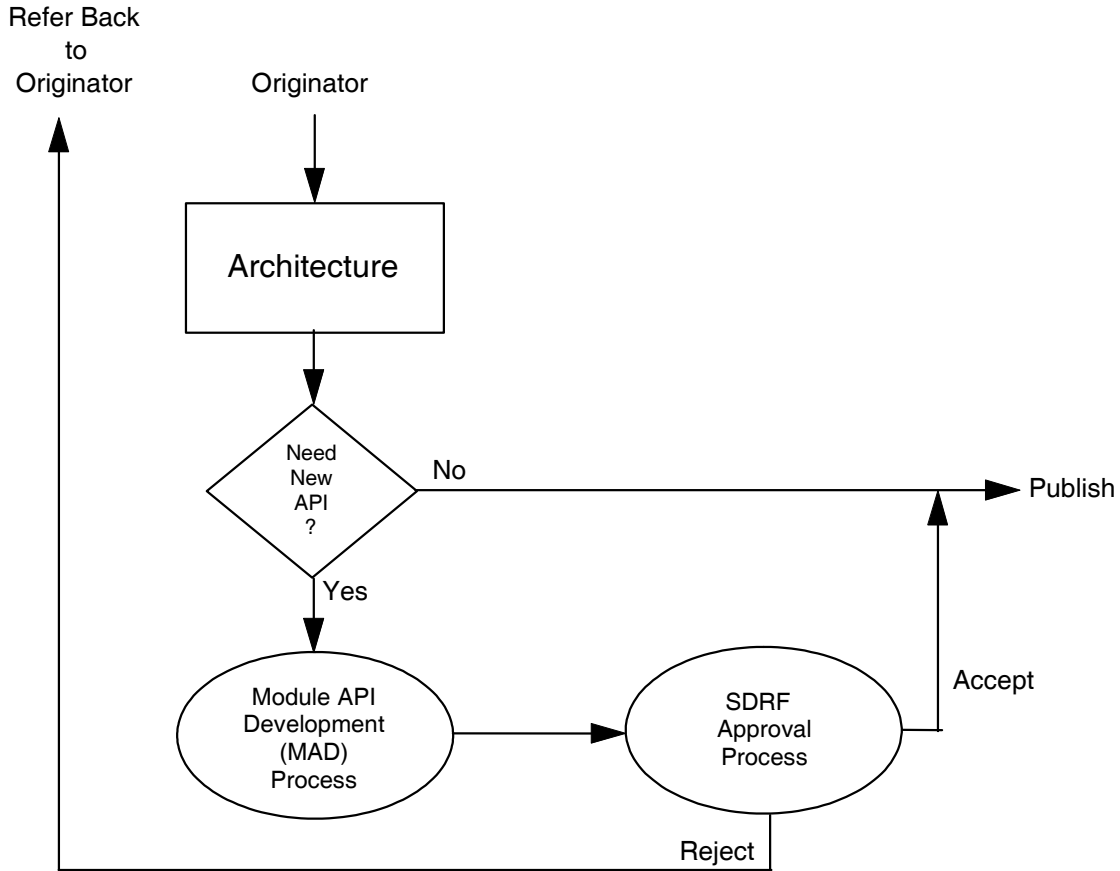 Refer Back
to
Originator
Originator
Architecture
Need
New
API
?
No
Publish
Yes
Module API
Development
(MAD)
Process
SDRF
Approval
Process
Accept
Reject